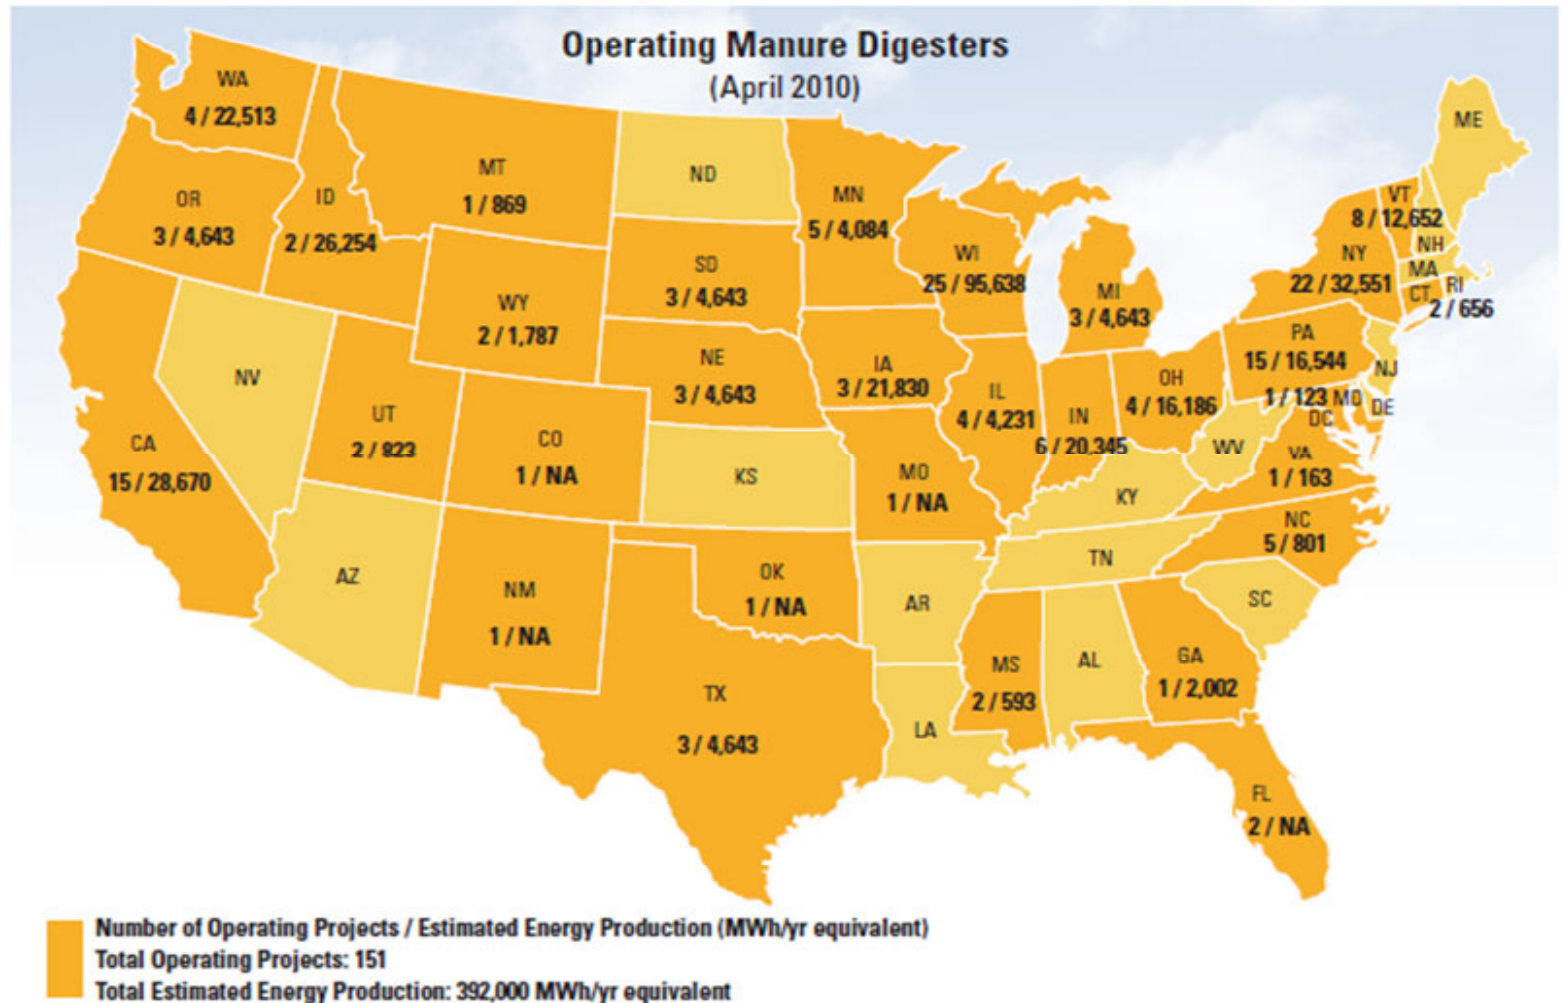 Operating Manure Digesters
(April 2010)
WA
4 / 22,513
OR
3 / 4,643
ID
2 / 26,254
MT
1 / 869
ND
MN
5 / 4,084
WI
25 / 95,638
MI
3 / 4,643
ME
VT
8 / 12,652
NH
NY
22 / 32,551
MA
CT
RI
2 / 656
SD
3 / 4,643
WY
2 / 1,787
NE
3 / 4,643
IA
3 / 21,830
IL
4 / 4,231
IN
6 / 20,345
OH
4 / 16,186
PA
15 / 16,544
NJ
1 / 123 MD
DE
DC
NV
UT
2 / 823
CO
1 / NA
CA
15 / 28,670
KS
MO
1 / NA
KY
WV
VA
1 / 163
NC
5 / 801
TN
SC
AZ
NM
1 / NA
OK
1 / NA
AR
MS
2 / 593
AL
GA
1 / 2,002
TX
3 / 4,643
LA
FL
2 / NA
Number of Operating Projects / Estimated Energy Production (MWh/yr equivalent)
Total Operating Projects: 151
Total Estimated Energy Production: 392,000 MWh/yr equivalent